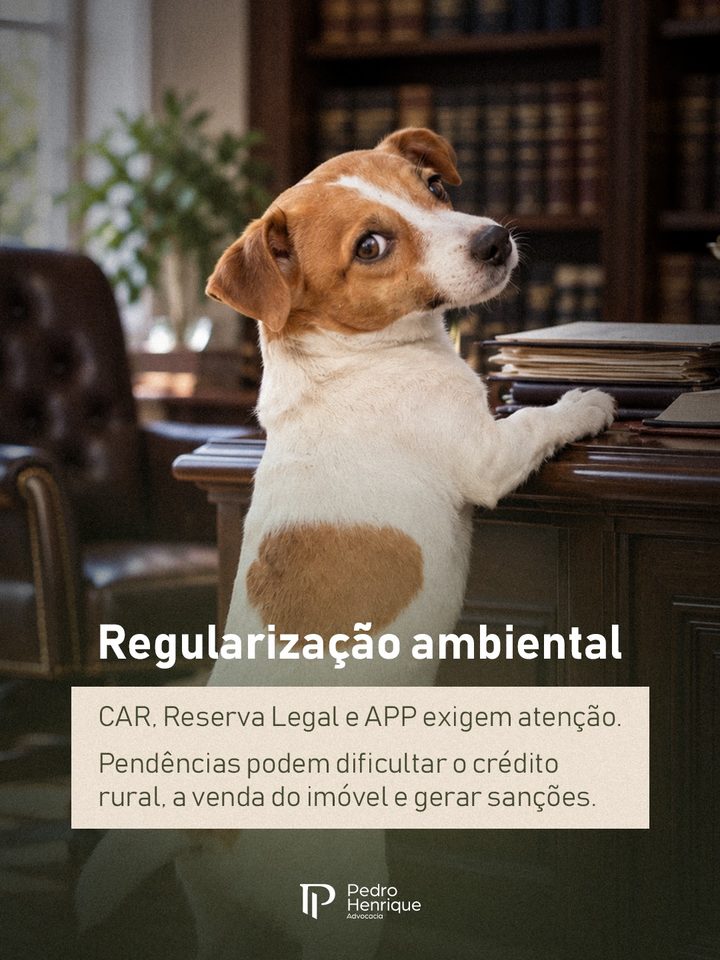 Regularização ambiental
CAR, Reserva Legal e APP exigem atenção.
Pendências podem dificultar o crédito
rural, a venda do imóvel e gerar sanções.
Pedro
Henrique
Advocacia